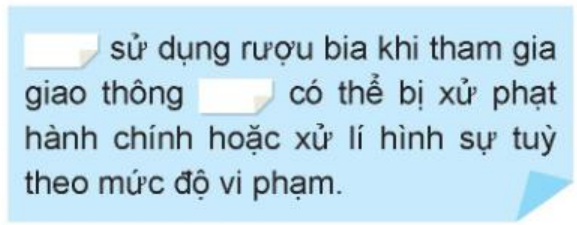 sử dụng rượu bia khi tham gia
giao thông có thể bị xử phạt
hành chính hoặc xử lí hình sự tuỳ
theo mức độ vi phạm.